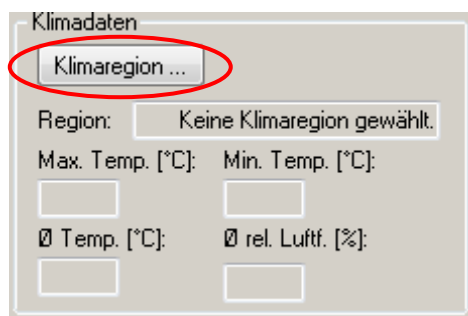 Klimadaten
Klimaregion ...
Region: Keine Klimaregion gewählt.
Max. Temp. [°C]: Min. Temp. [°C]:
Ø Temp. [°C]: Ø rel. Luftf. [%]: